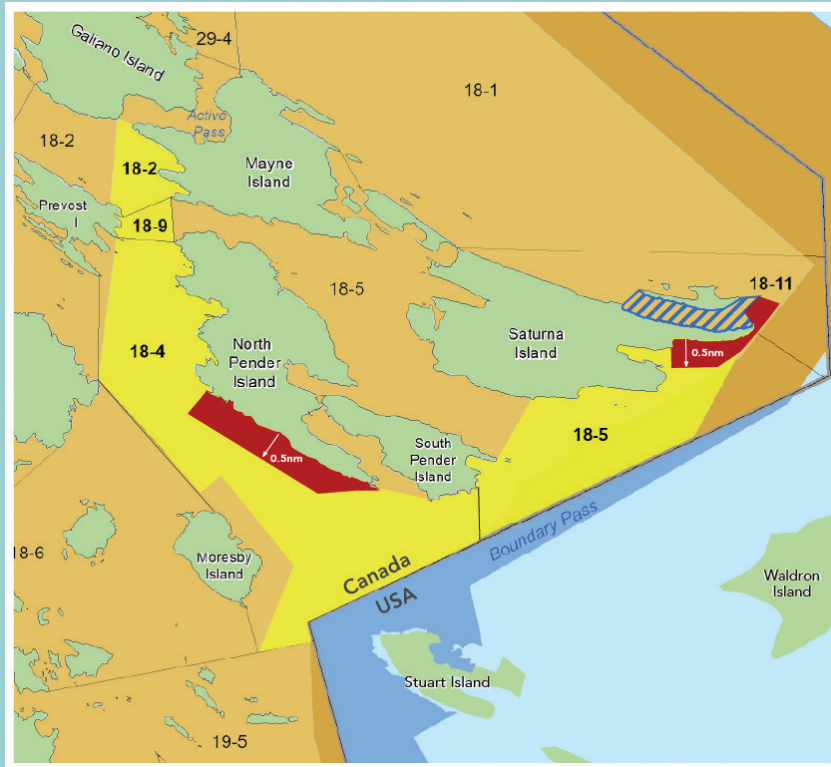 29-4
Galiano Island
18-1
Active
Pass
18-2
18-2
Mayne
Island
Prevost
I
18-9
18-5
18-11
18-4
North
Pender
Island
Saturna
Island
0.5nm
0.5nm
18-5
South
Pender
Island
Boundary Pass
18-6
Moresby
Island
Canada
USA
Waldron
Island
Stuart Island
19-5